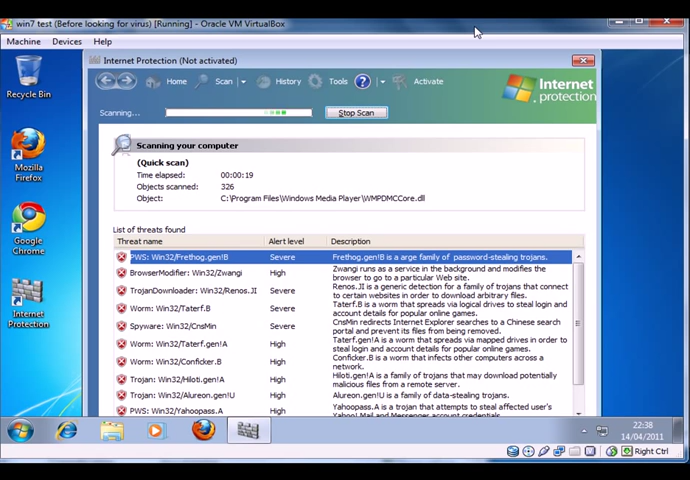 win7 test (Before looking for virus) [Running] - Oracle VM VirtualBox
Machine Devices Help
Internet Protection (Not activated)
Recycle Bin
Home Scan History Tools ? Activate
Internet
protection
Scanning... Stop Scan
Scanning your computer
(Quick scan)
Time elapsed: 00:00:19
Objects scanned: 326
Object: C:\Program Files\Windows Media Player\WMPDMCCore.dll
Mozilla
Firefox
Google
Chrome
Internet
Protection
List of threats found
Threat name Alert level Description
PWS: Win32/Frethog.gen!B Severe Frethog.gen!B is a arge family of password-stealing trojans.
BrowserModifier: Win32/Zwangi High Zwangi runs as a service in the background and modifies the
browser to go to a particular Web site.
TrojanDownloader: Win32/Renos.JI Severe Renos.JI is a generic detection for a family of trojans that connect
to certain websites in order to download arbitrary files.
Worm: Win32/Taterf.B Severe Taterf.B is a worm that spreads via logical drives to steal login and
account details for popular online games.
Spyware: Win32/CnsMin Severe CnsMin redirects Internet Explorer searches to a Chinese search
portal and prevent its files from being removed.
Worm: Win32/Taterf.gen!A High Taterf.gen!A is a worm that spreads via mapped drives in order to
steal login and account details for popular online games.
Worm: Win32/Conficker.B High Conficker.B is a worm that infects other computers across a
network.
Trojan: Win32/Hiloti.gen!A High Hiloti.gen!A is a family of trojans that may download potentially
malicious files from a remote server.
Trojan: Win32/Alureon.gen!U High Alureon.gen!U is a family of data-stealing trojans.
PWS: Win32/Yahoopass.A High Yahoopass.A is a trojan that attempts to steal affected user's
Yahoo! Mail and Messenger account credentials.
22:38
14/04/2011
Right Ctrl